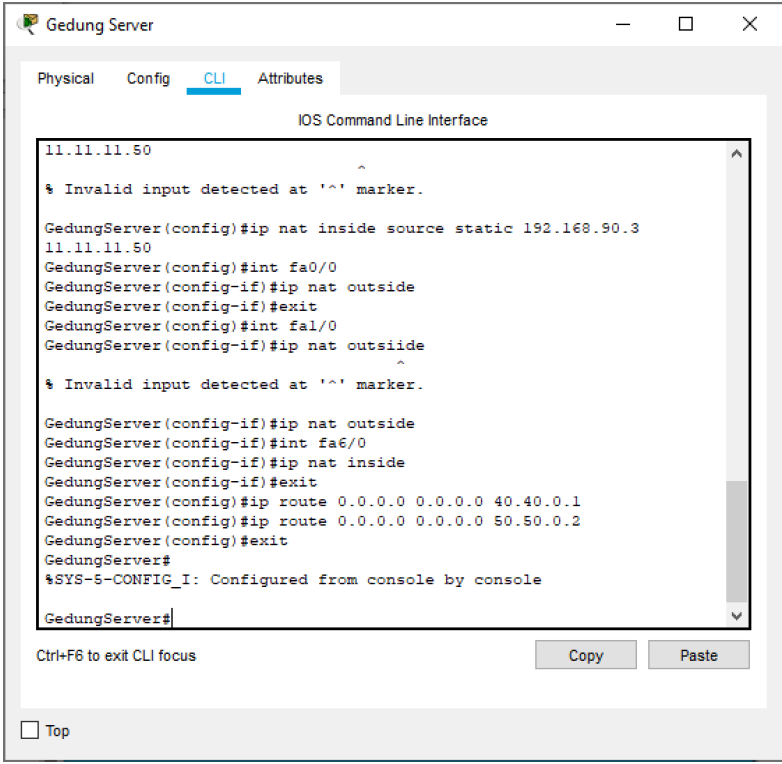 Gedung Server
Physical Config CLI Attributes
IOS Command Line Interface
11.11.11.50
^
% Invalid input detected at '^' marker.
GedungServer(config)#ip nat inside source static 192.168.90.3
11.11.11.50
GedungServer(config)#int fa0/0
GedungServer(config-if)#ip nat outside
GedungServer(config-if)#exit
GedungServer(config)#int fa1/0
GedungServer(config-if)#ip nat outsiide
^
% Invalid input detected at '^' marker.
GedungServer(config-if)#ip nat outside
GedungServer(config-if)#int fa6/0
GedungServer(config-if)#ip nat inside
GedungServer(config-if)#exit
GedungServer(config)#ip route 0.0.0.0 0.0.0.0 40.40.0.1
GedungServer(config)#ip route 0.0.0.0 0.0.0.0 50.50.0.2
GedungServer(config)#exit
GedungServer#
%SYS-5-CONFIG_I: Configured from console by console
GedungServer#
Ctrl+F6 to exit CLI focus
Copy Paste
Top